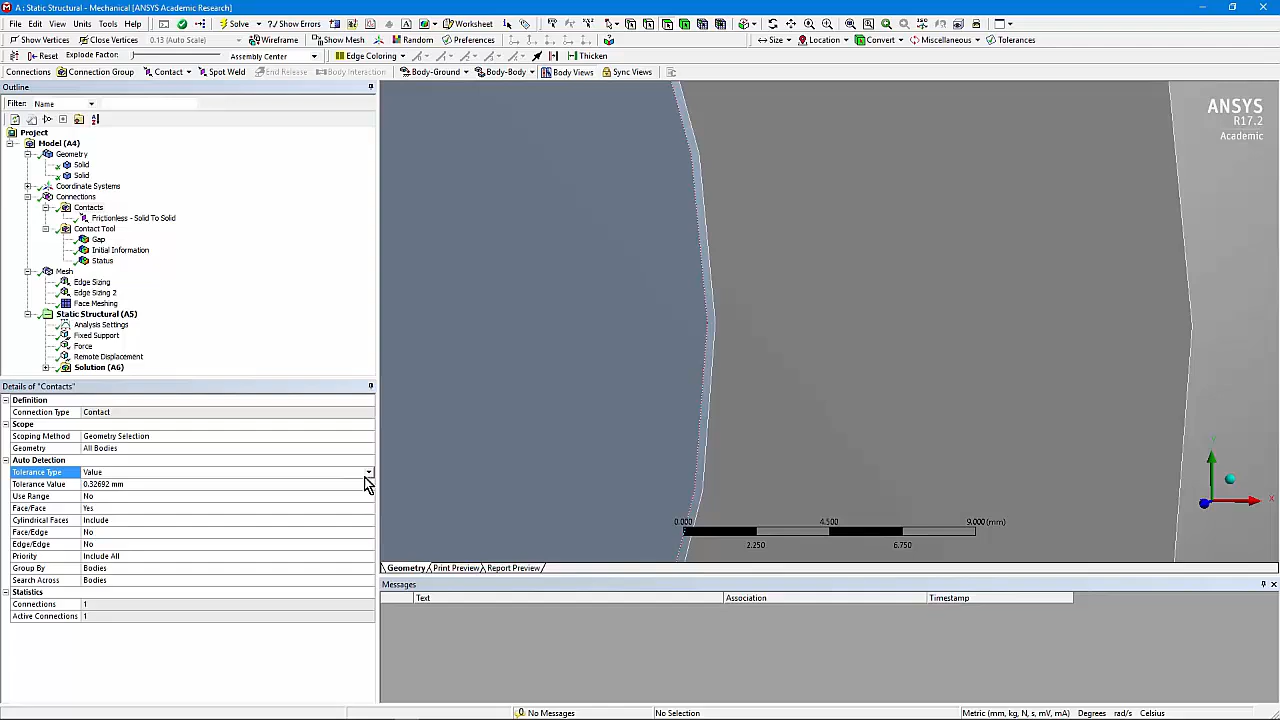 A : Static Structural - Mechanical [ANSYS Academic Research]
File Edit View Units Tools Help Solve ?/ Show Errors Worksheet
Show Vertices Close Vertices 0.13 (Auto Scale) Wireframe Show Mesh Random Preferences Size Location Convert Miscellaneous Tolerances
Reset Explode Factor: Assembly Center Edge Coloring Thicken
Connections Connection Group Contact Spot Weld End Release Body Interaction Body-Ground Body-Body Body Views Sync Views
Outline
Filter: Name
Project
Model (A4)
Geometry
Solid
Solid
Coordinate Systems
Connections
Contacts
Frictionless - Solid To Solid
Contact Tool
Gap
Initial Information
Status
Mesh
Edge Sizing
Edge Sizing 2
Face Meshing
Static Structural (A5)
Analysis Settings
Fixed Support
Force
Remote Displacement
Solution (A6)
Details of "Contacts"
Definition
Connection Type Contact
Scope
Scoping Method Geometry Selection
Geometry All Bodies
Auto Detection
Tolerance Type Value
Tolerance Value 0.32692 mm
Use Range No
Face/Face Yes
Cylindrical Faces Include
Face/Edge No
Edge/Edge No
Priority Include All
Group By Bodies
Search Across Bodies
Statistics
Connections 1
Active Connections 1
ANSYS
R17.2
Academic
Y
X
0.000 4.500 9.000 (mm)
2.250 6.750
Geometry Print Preview Report Preview
Messages
Text Association Timestamp
No Messages No Selection Metric (mm, kg, N, s, mV, mA) Degrees rad/s Celsius